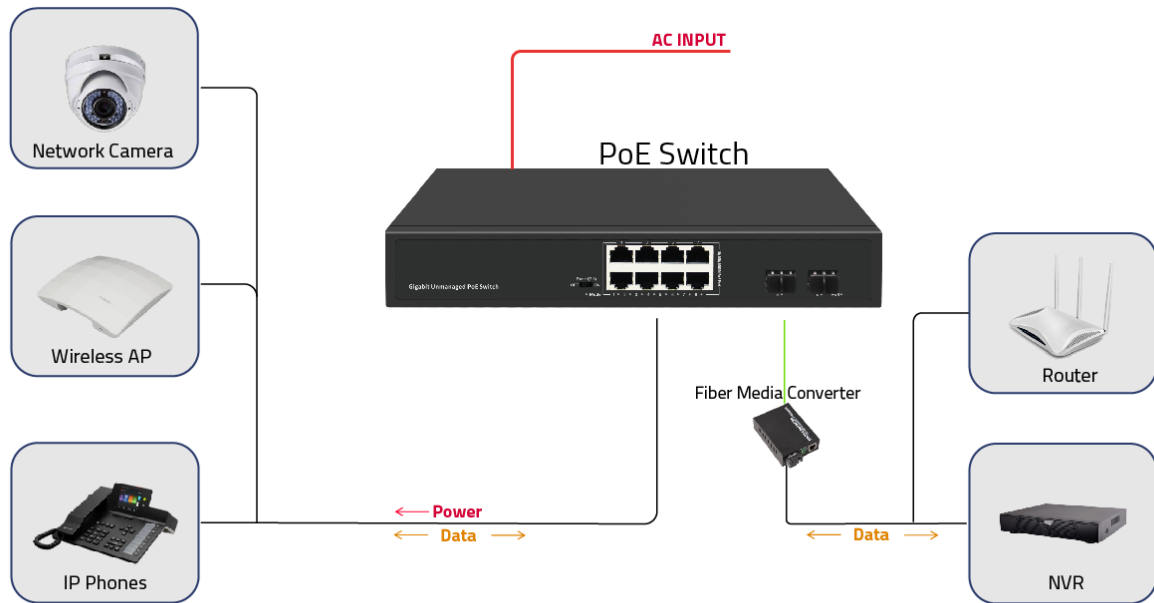 AC INPUT
PoE Switch
Network Camera
Gigabit Unmanaged PoE Switch
Wireless AP
Fiber Media Converter
Router
Power
Data
Data
IP Phones
NVR